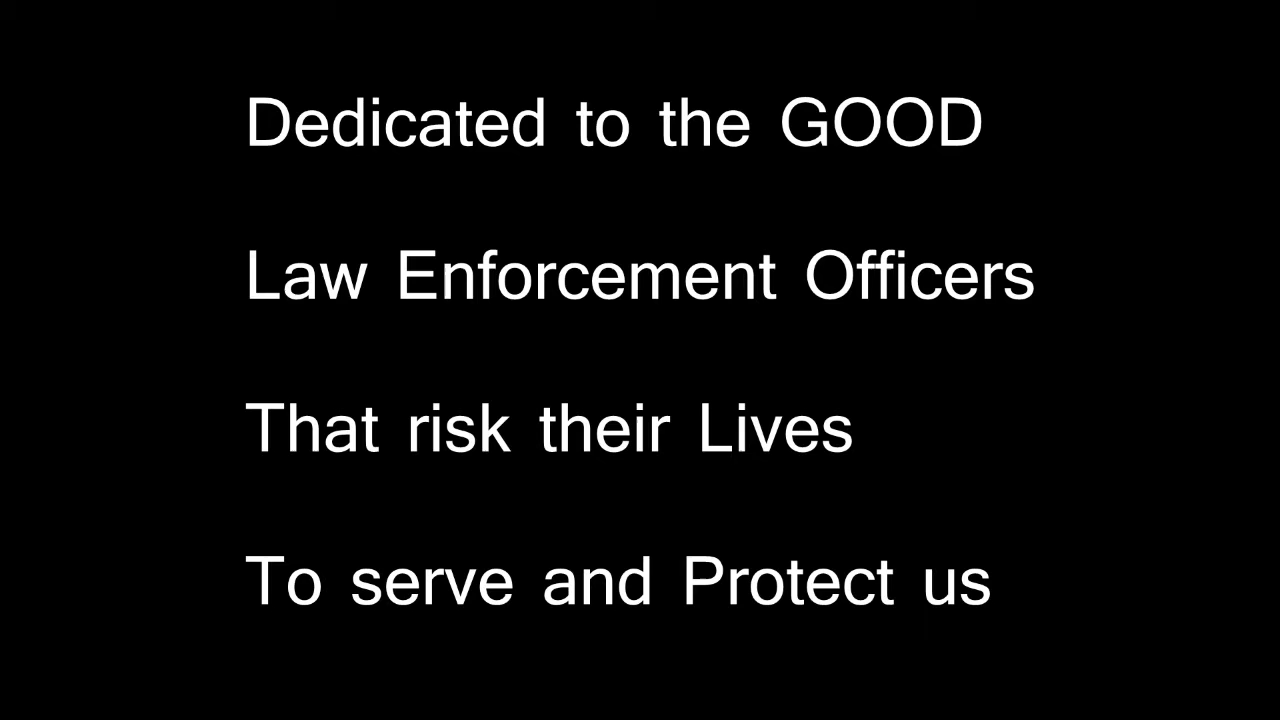 Dedicated to the GOOD
Law Enforcement Officers
That risk their Lives
To serve and Protect us